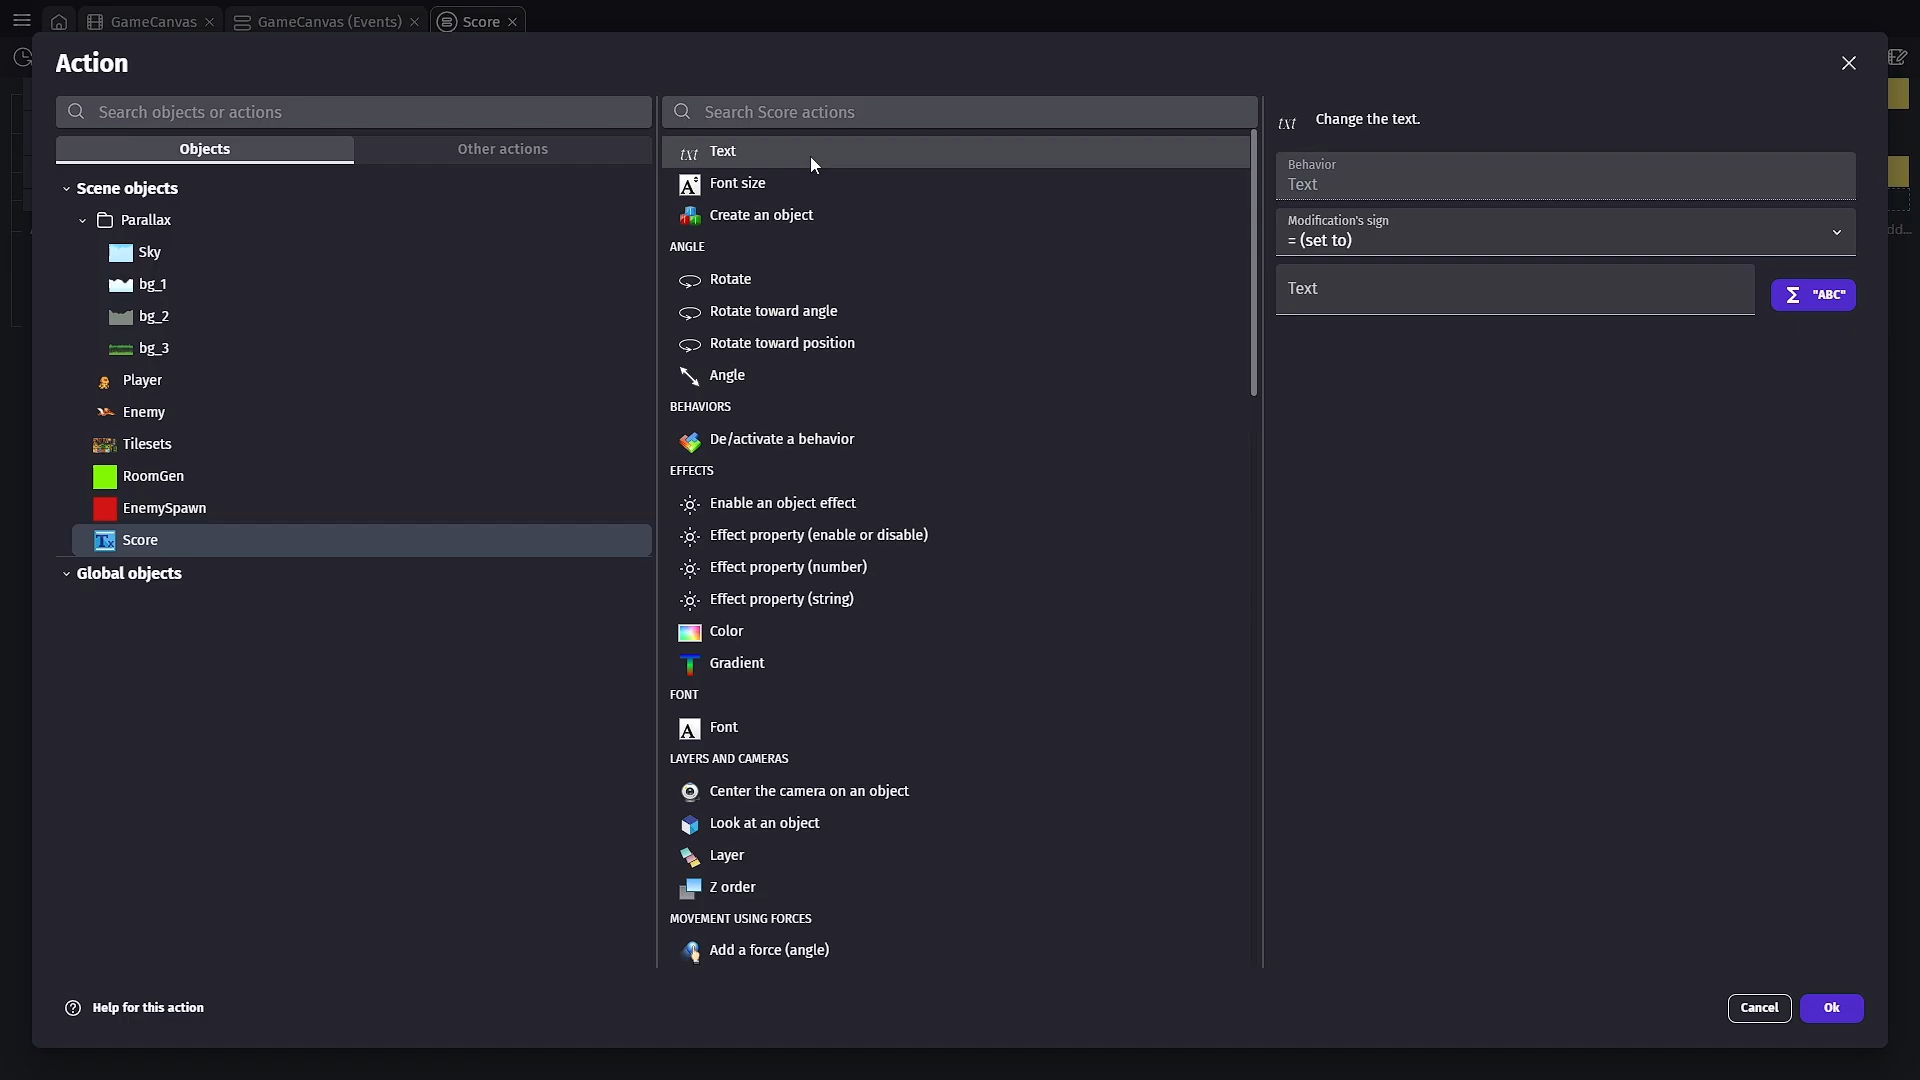 GameCanvas
GameCanvas (Events)
Score
Action
Search objects or actions
Objects
Other actions
Scene objects
Parallax
Sky
bg_1
bg_2
bg_3
Player
Enemy
Tilesets
RoomGen
EnemySpawn
Score
Global objects
Search Score actions
txt Text
Font size
Create an object
ANGLE
Rotate
Rotate toward angle
Rotate toward position
Angle
BEHAVIORS
De/activate a behavior
EFFECTS
Enable an object effect
Effect property (enable or disable)
Effect property (number)
Effect property (string)
Color
Gradient
FONT
Font
LAYERS AND CAMERAS
Center the camera on an object
Look at an object
Layer
Z order
MOVEMENT USING FORCES
Add a force (angle)
txt Change the text.
Behavior
Text
Modification's sign
= (set to)
Text
Σ "ABC"
dd...
Help for this action
Cancel
Ok